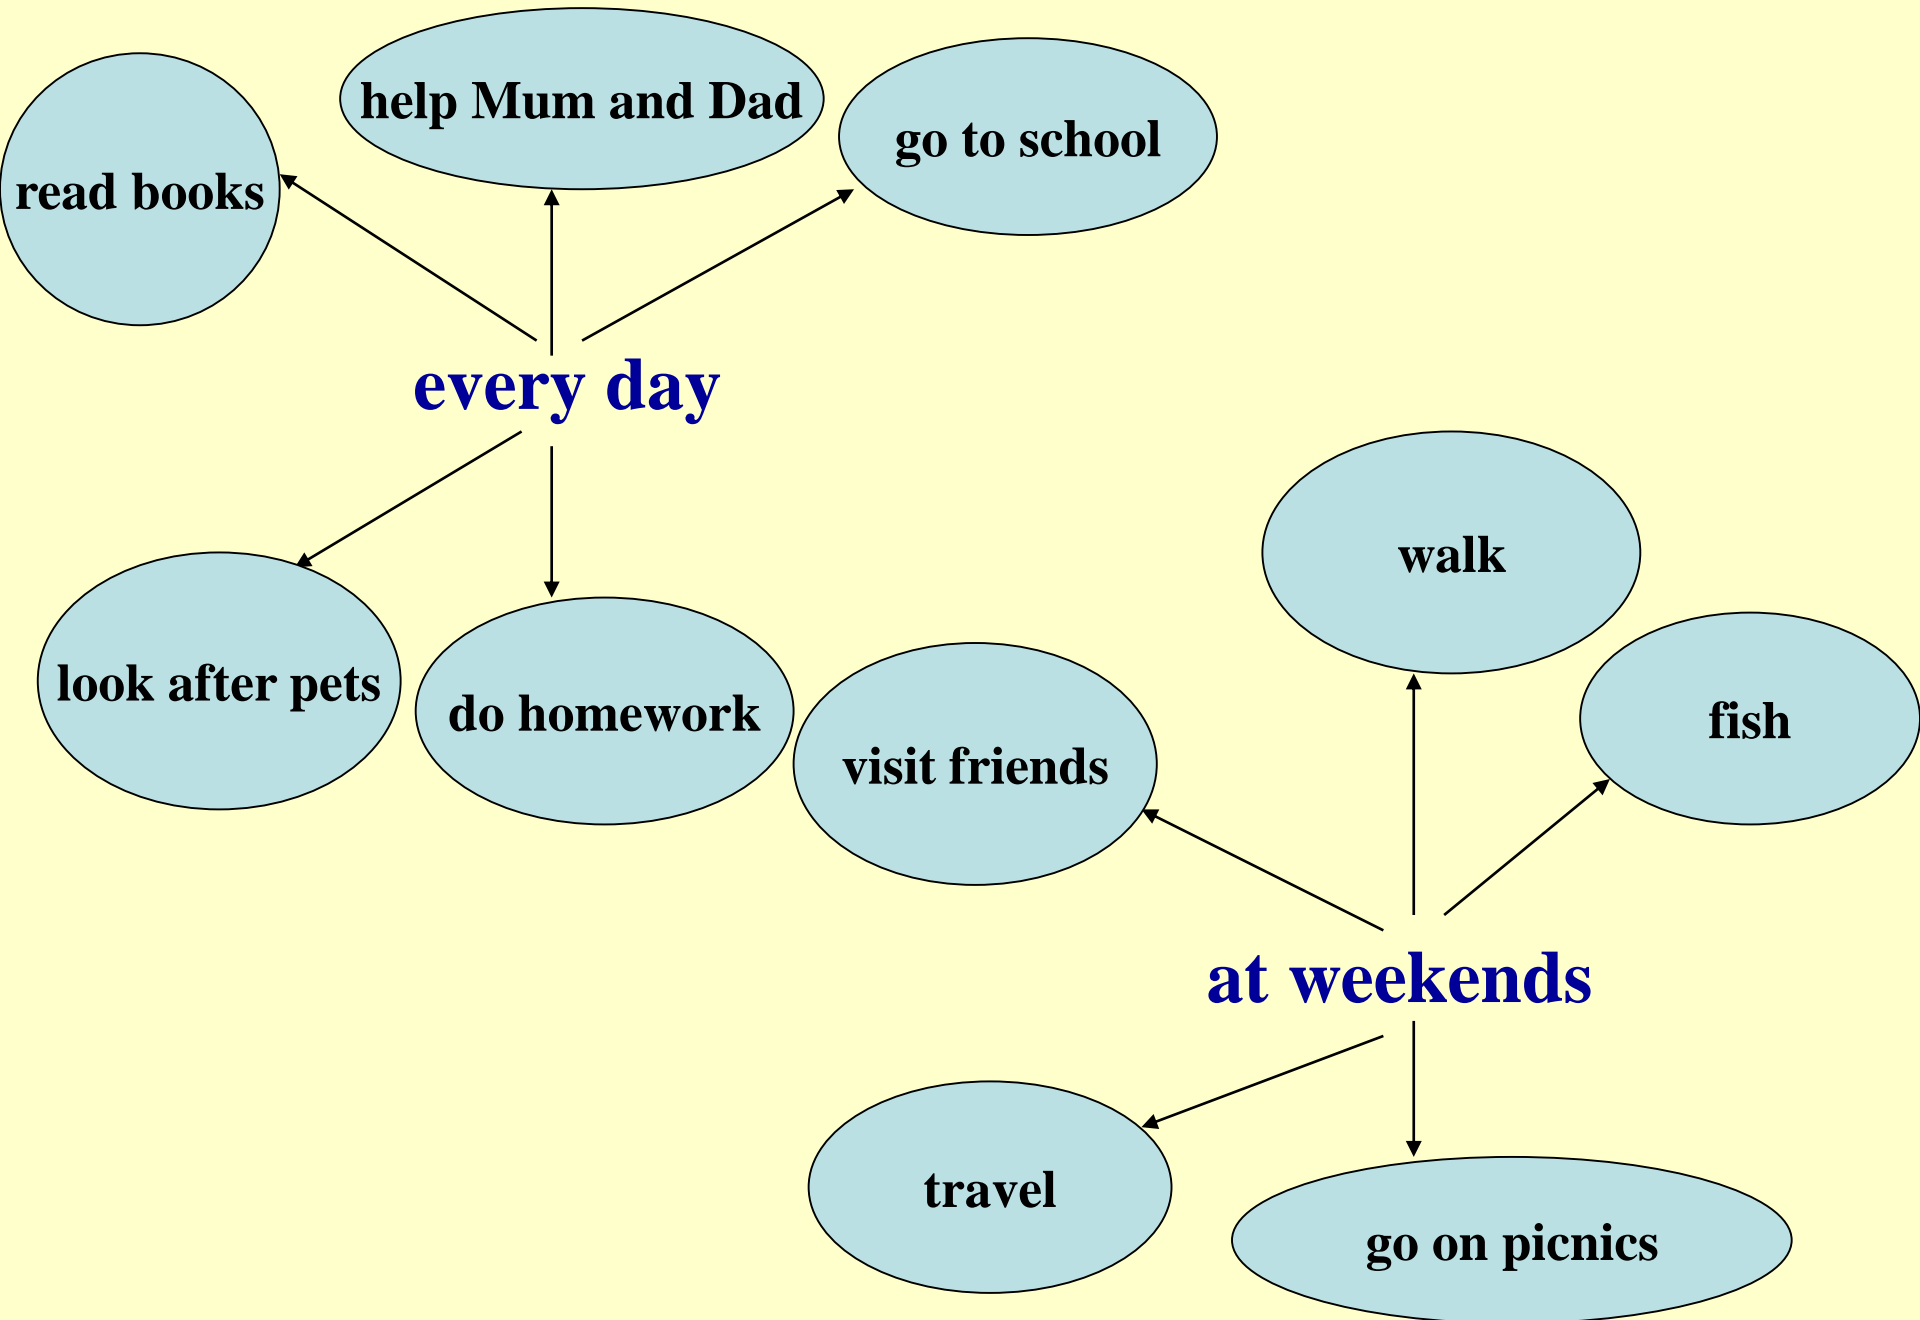 help Mum and Dad
go to school
read books
every day
look after pets
do homework
walk
fish
visit friends
at weekends
travel
go on picnics